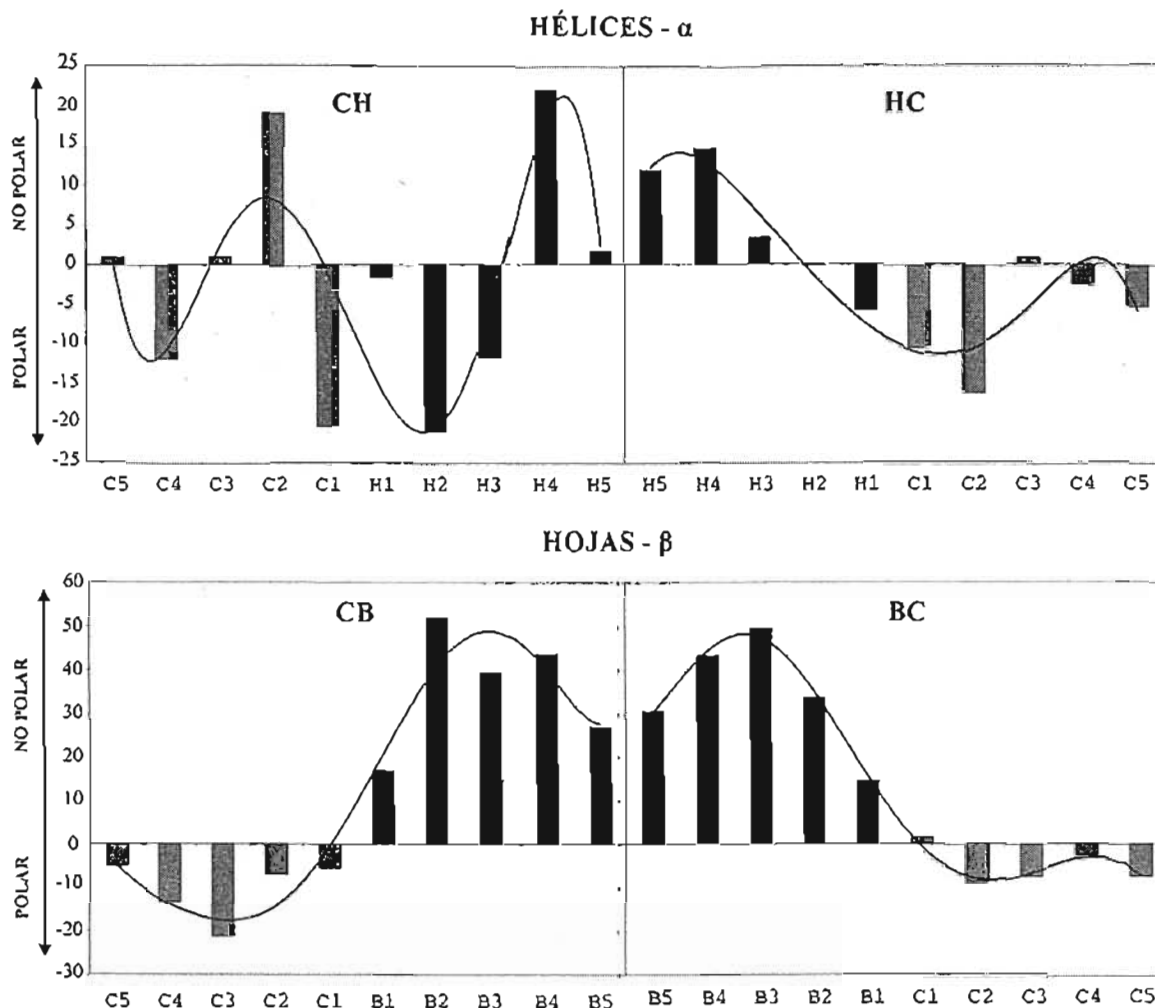 HÉLICES - α
25
20
15
10
5
0
-5
-10
-15
-20
-25
NO POLAR
POLAR
CH
HC
C5 C4 C3 C2 C1 H1 H2 H3 H4 H5 H5 H4 H3 H2 H1 C1 C2 C3 C4 C5
HOJAS - β
60
50
40
30
20
10
0
-10
-20
-30
NO POLAR
POLAR
CB
BC
C5 C4 C3 C2 C1 B1 B2 B3 B4 B5 B5 B4 B3 B2 B1 C1 C2 C3 C4 C5